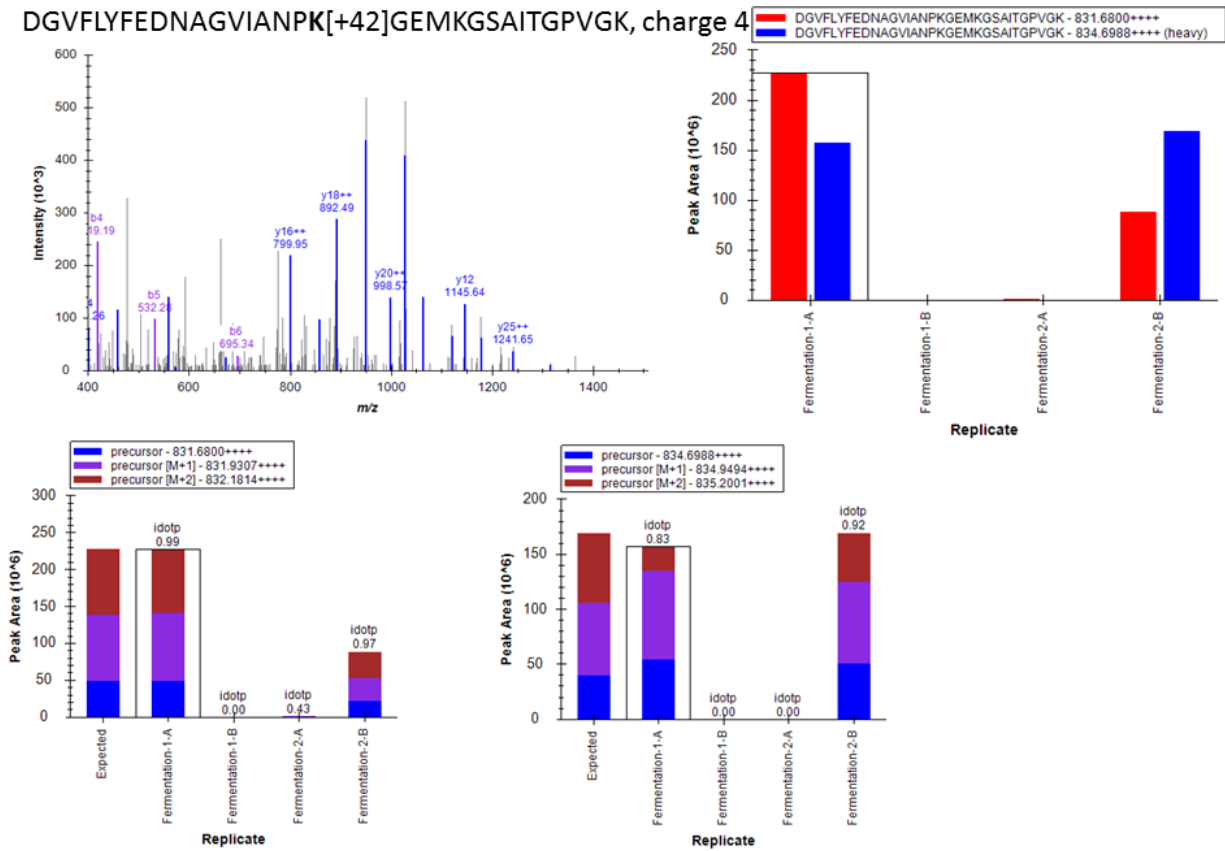 DGVFLYFEDNAGVIANPK[+42]GEMKGSAITGPVGK, charge 4
600
500
400
300
200
100
0
Intensity (10^3)
b4
19.19
4
.26
b5
532.28
b6
695.34
y16++
799.95
y18++
892.49
y20++
998.57
y12
1145.64
y25++
1241.65
400
600
800
1000
1200
1400
m/z
DGVFLYFEDNAGVIANPKGEMKGSAITGPVGK - 831.6800++++
DGVFLYFEDNAGVIANPKGEMKGSAITGPVGK - 834.6988++++ (heavy)
250
200
150
100
50
0
Peak Area (10^6)
Fermentation-1-A
Fermentation-1-B
Fermentation-2-A
Fermentation-2-B
Replicate
precursor - 831.6800++++
precursor [M+1] - 831.9307++++
precursor [M+2] - 832.1814++++
300
250
200
150
100
50
0
Peak Area (10^6)
idotp
0.99
idotp
0.00
idotp
0.43
idotp
0.97
Expected
Fermentation-1-A
Fermentation-1-B
Fermentation-2-A
Fermentation-2-B
Replicate
precursor - 834.6988++++
precursor [M+1] - 834.9494++++
precursor [M+2] - 835.2001++++
200
150
100
50
0
Peak Area (10^6)
idotp
0.83
idotp
0.00
idotp
0.00
idotp
0.92
Expected
Fermentation-1-A
Fermentation-1-B
Fermentation-2-A
Fermentation-2-B
Replicate